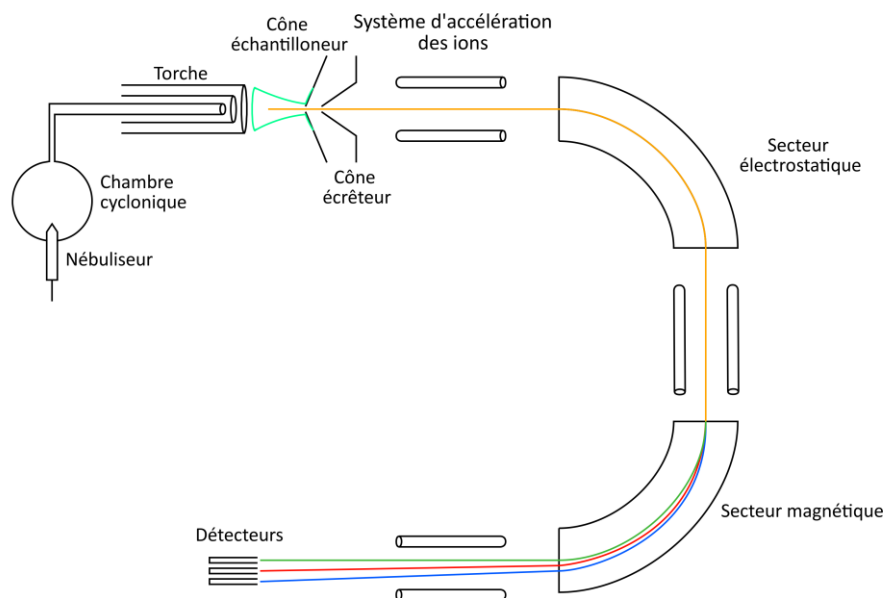 Cône
échantilloneur
Système d'accélération
des ions
Torche
Cône
écrêteur
Secteur
électrostatique
Chambre
cyclonique
Nébuliseur
Secteur magnétique
Détecteurs